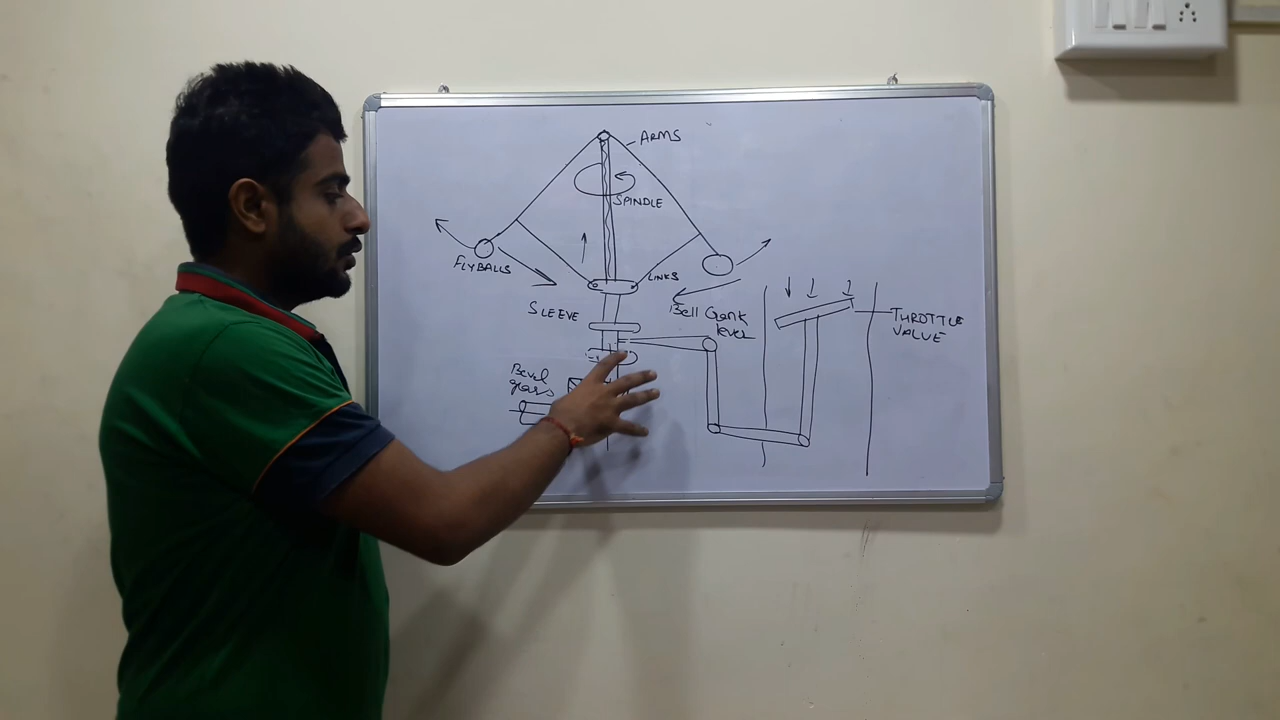 ARMS
SPINDLE
FLYBALLS
LINKS
SLEEVE
Bell Crank
lever
THROTTLE
VALVE
Bevel
gears